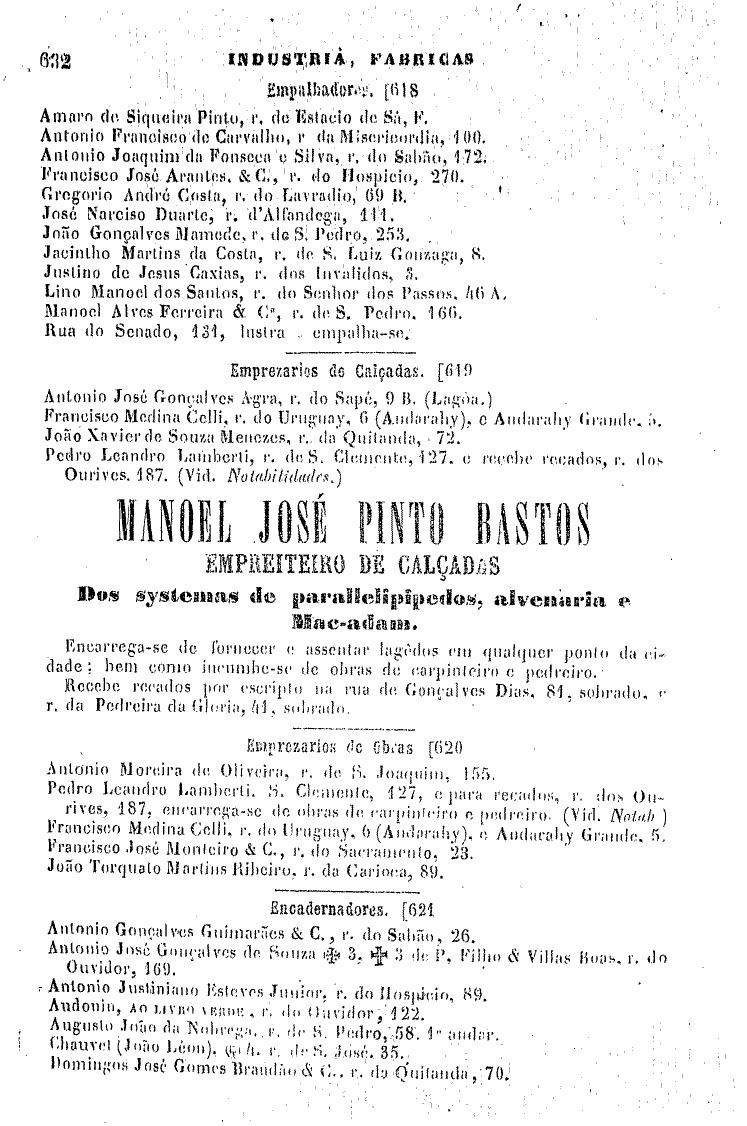 632 INDUSTRIA, FABRICAS
Empalhadores. [618
Amaro de Siqueira Pinto, r. de Estacio de Sá, F.
Antonio Francisco de Carvalho, r da Misericordia, 100.
Antonio Joaquim da Fonseca e Silva, r. do Sabão, 172.
Francisco José Arantes. & C., r. do Hospicio, 270.
Gregorio André Costa, r. do Lavradio, 69 B.
José Narciso Duarte, r. d'Alfandega, 111.
João Gonçalves Mamede, r. de S. Pedro, 253.
Jacintho Martins da Costa, r. de S. Luiz Gonzaga, 8.
Justino de Jesus Caxias, r. dos Invalidos, 3.
Lino Manoel dos Santos, r. do Senhor dos Passos, 46 A.
Manoel Alves Ferreira & Cª, r. de S. Pedro, 166.
Rua do Senado, 131, lustra empalha-se.
Emprezarios de Calçadas. [619
Antonio José Gonçalves Agra, r. do Sapé, 9 B. (Lagôa.)
Francisco Medina Celli, r. do Uruguay, 6 (Andarahy), e Andarahy Grande, 5.
João Xavier de Souza Menezes, r. da Quitanda, 72.
Pedro Leandro Lamberti, r. de S. Clemente, 127, e recebe recados, r. dos
Ourives, 187. (Vid. Notabilidades.)
MANOEL JOSÉ PINTO BASTOS
EMPREITEIRO DE CALÇADAS
Dos systemas de parallelipipedos, alvenaria e
Mac-adam.
Encarrega-se de fornecer e assentar lagêdos em qualquer ponto da ci-
dade; bem como incumbe-se de obras de carpinteiro e pedreiro.
Recebe recados por escripto na rua de Gonçalves Dias, 81, sobrado, e
r. da Pedreira da Gloria, 41, sobrado.
Emprezarios de Obras [620
Antonio Moreira de Oliveira, r. de S. Joaquim, 155.
Pedro Leandro Lamberti. S. Clemente, 127, e para recados, r. dos Ou-
rives, 187, encarrega-se de obras de carpinteiro e pedreiro. (Vid. Notab )
Francisco Medina Celli, r. do Uruguay, 6 (Andarahy), e Andarahy Grande, 5.
Francisco José Monteiro & C., r. do Sacramento, 23.
João Torquato Martins Ribeiro, r. da Carioca, 89.
Encadernadores. [621
Antonio Gonçalves Guimarães & C., r. do Sabão, 26.
Antonio José Gonçalves de Souza ✠ 3, ✠ 3 de P, Filho & Villas Boas, r. do
Ouvidor, 169.
Antonio Justiniano Esteves Junior, r. do Hospicio, 89.
Audonin, AO LIVRO VERDE, r. do Ouvidor, 122.
Augusto João da Nobrega, r. de S. Pedro, 58. 1º andar.
Chauvet (João Léon), r. de S. José, 35.
Domingos José Gomes Brandão & C., r. da Quitanda, 70.